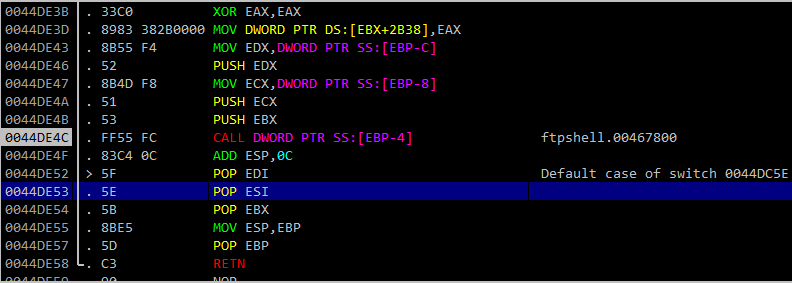 0044DE3B . 33C0 XOR EAX,EAX
0044DE3D . 8983 382B0000 MOV DWORD PTR DS:[EBX+2B38],EAX
0044DE43 . 8B55 F4 MOV EDX,DWORD PTR SS:[EBP-C]
0044DE46 . 52 PUSH EDX
0044DE47 . 8B4D F8 MOV ECX,DWORD PTR SS:[EBP-8]
0044DE4A . 51 PUSH ECX
0044DE4B . 53 PUSH EBX
0044DE4C . FF55 FC CALL DWORD PTR SS:[EBP-4] ftpshell.00467800
0044DE4F . 83C4 0C ADD ESP,0C
0044DE52 > 5F POP EDI Default case of switch 0044DC5E
0044DE53 . 5E POP ESI
0044DE54 . 5B POP EBX
0044DE55 . 8BE5 MOV ESP,EBP
0044DE57 . 5D POP EBP
0044DE58 . C3 RETN
0044DE59 90 NOP